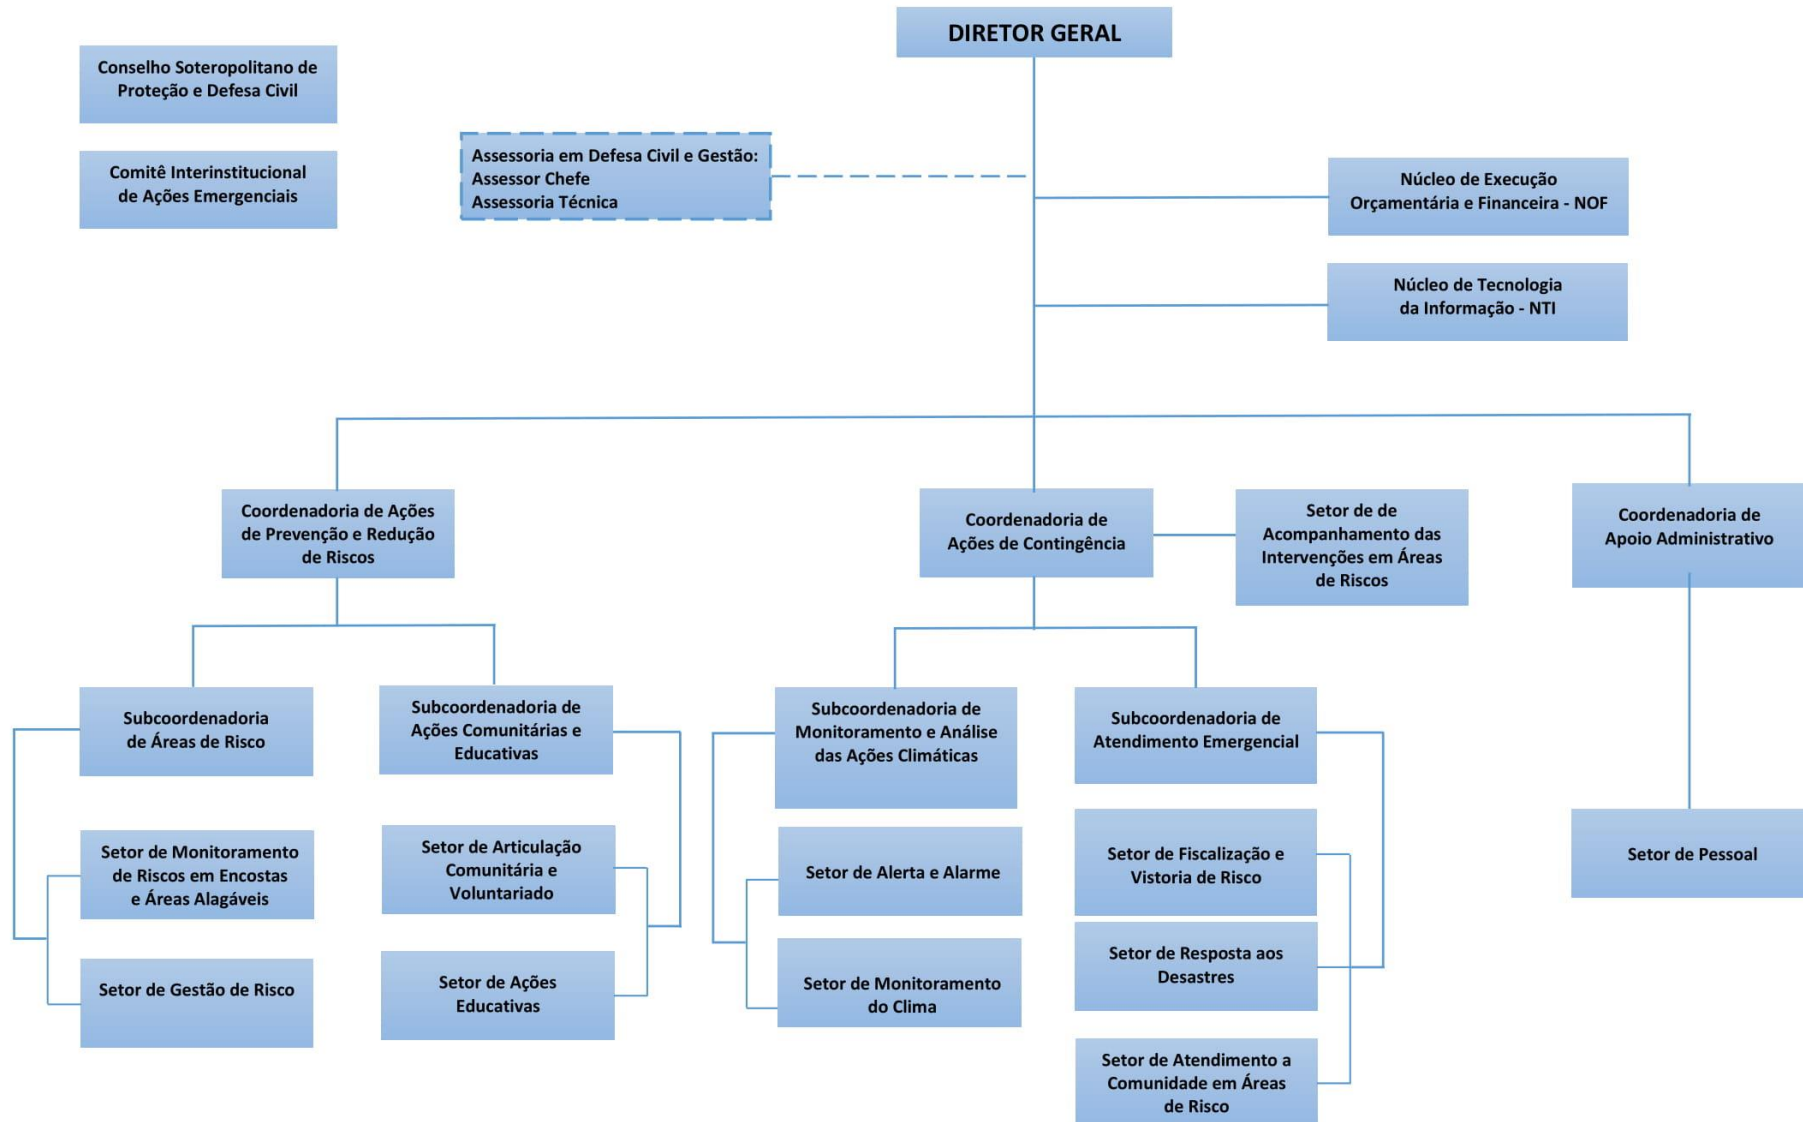 DIRETOR GERAL
Conselho Soteropolitano de
Proteção e Defesa Civil
Comitê Interinstitucional
de Ações Emergenciais
Assessoria em Defesa Civil e Gestão:
Assessor Chefe
Assessoria Técnica
Núcleo de Execução
Orçamentária e Financeira - NOF
Núcleo de Tecnologia
da Informação - NTI
Coordenadoria de Ações
de Prevenção e Redução
de Riscos
Coordenadoria de
Ações de Contingência
Setor de de
Acompanhamento das
Intervenções em Áreas
de Riscos
Coordenadoria de
Apoio Administrativo
Subcoordenadoria
de Áreas de Risco
Subcoordenadoria de
Ações Comunitárias e
Educativas
Subcoordenadoria de
Monitoramento e Análise
das Ações Climáticas
Subcoordenadoria de
Atendimento Emergencial
Setor de Monitoramento
de Riscos em Encostas
e Áreas Alagáveis
Setor de Articulação
Comunitária e
Voluntariado
Setor de Alerta e Alarme
Setor de Fiscalização e
Vistoria de Risco
Setor de Pessoal
Setor de Gestão de Risco
Setor de Ações
Educativas
Setor de Monitoramento
do Clima
Setor de Resposta aos
Desastres
Setor de Atendimento a
Comunidade em Áreas
de Risco